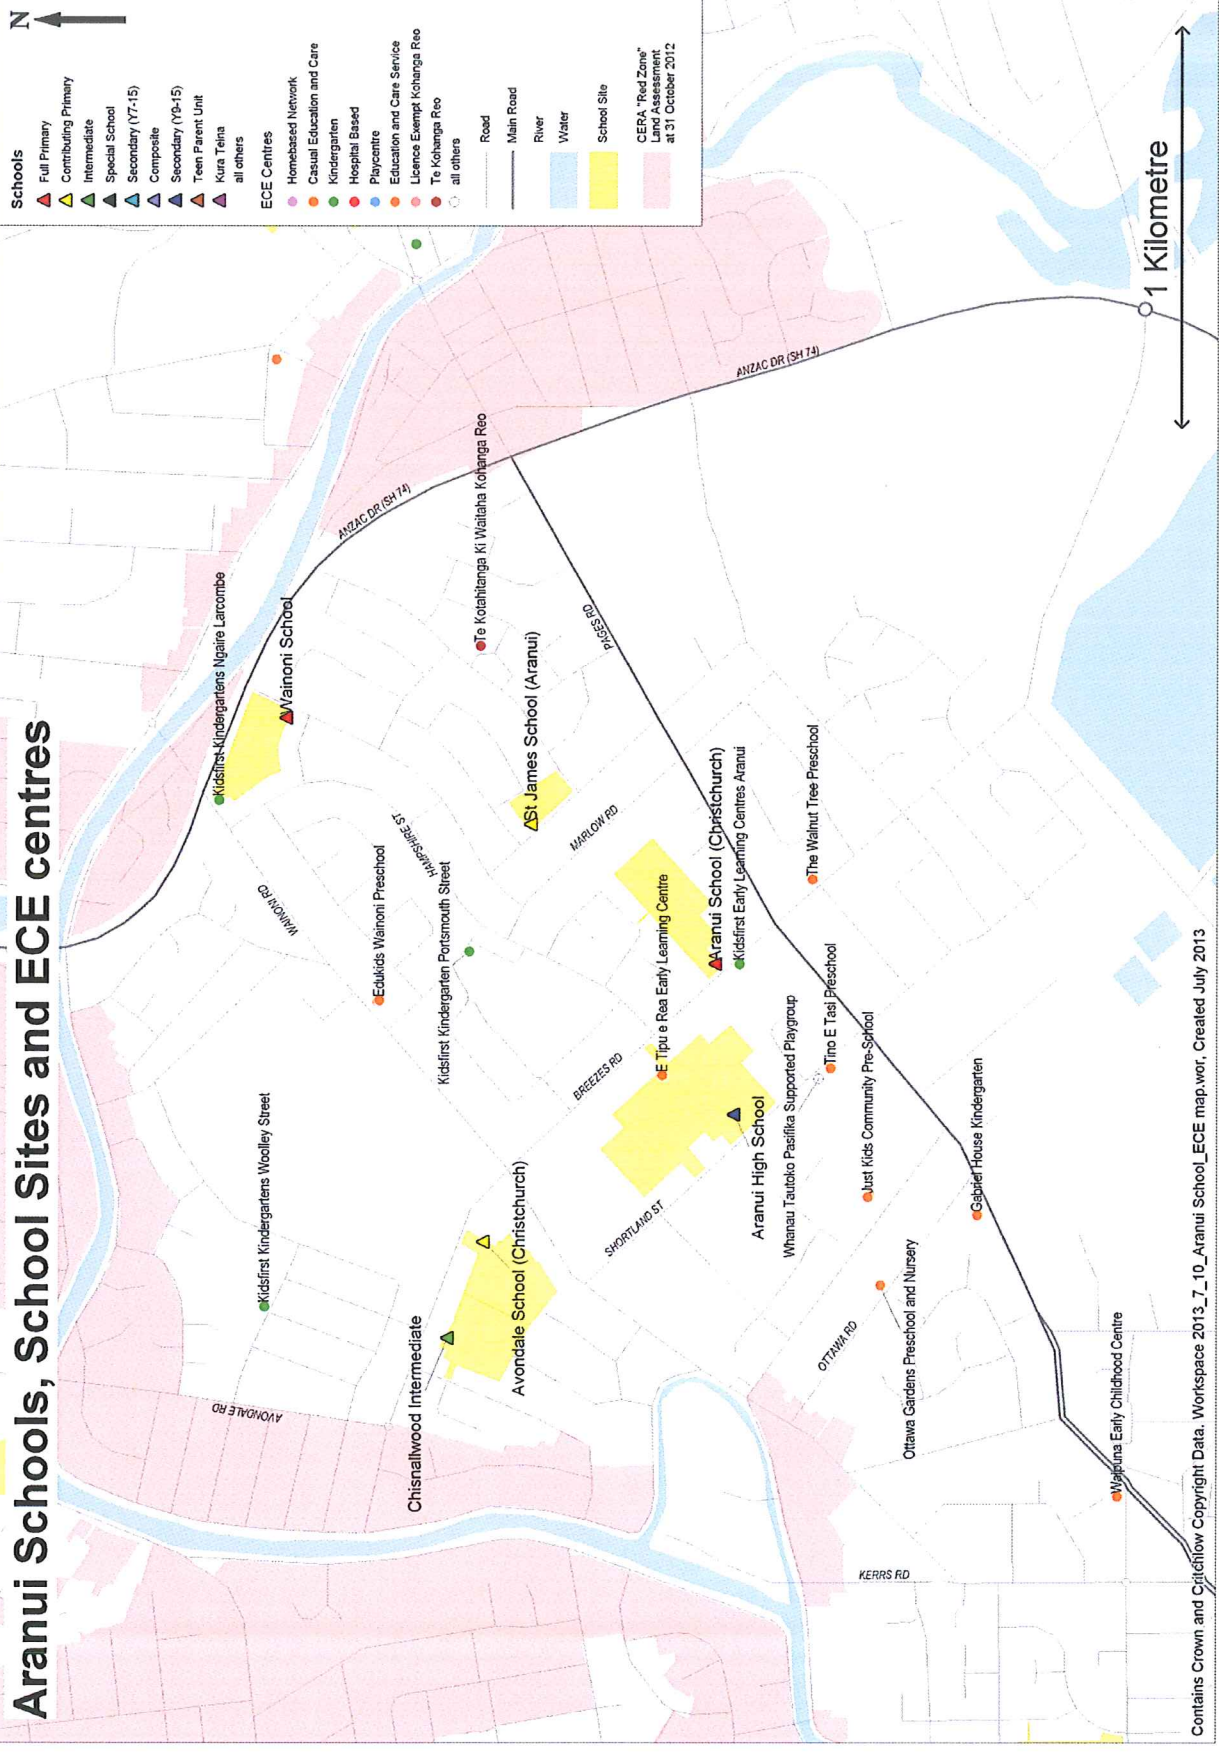 Aranui Schools, School Sites and ECE centres
N
Schools
Full Primary
Contributing Primary
Intermediate
Special School
Secondary (Y7-15)
Composite
Secondary (Y9-15)
Teen Parent Unit
Kura Teina
all others
ECE Centres
Homebased Network
Casual Education and Care
Kindergarten
Hospital Based
Playcentre
Education and Care Service
Licence Exempt Kohanga Reo
Te Kohanga Reo
all others
Road
Main Road
River
Water
School Site
CERA "Red Zone"
Land Assessment
at 31 October 2012
Kidsfirst Kindergartens Ngaire Larcombe
Wainoni School
ANZAC DR (SH 74)
Kidsfirst Kindergartens Woolley Street
WAINONI RD
Edukids Wainoni Preschool
HAMPSHIRE ST
Kidsfirst Kindergarten Portsmouth Street
Te Kotahitanga Ki Waitaha Kohanga Reo
AVONDALE RD
Chisnallwood Intermediate
Avondale School (Christchurch)
St James School (Aranui)
MARLOW RD
PAGES RD
BREEZES RD
E Tipu e Rea Early Learning Centre
SHORTLAND ST
Aranui School (Christchurch)
Kidsfirst Early Learning Centres Aranui
ANZAC DR (SH 74)
Aranui High School
Whanau Tautoko Pasifika Supported Playgroup
The Walnut Tree Preschool
Tino E Tasi Preschool
Just Kids Community Pre-School
OTTAWA RD
Ottawa Gardens Preschool and Nursery
Gabriel House Kindergarten
KERRS RD
Waipuna Early Childhood Centre
1 Kilometre
Contains Crown and Critchlow Copyright Data. Workspace 2013_7_10_Aranui School_ECE map.wor, Created July 2013